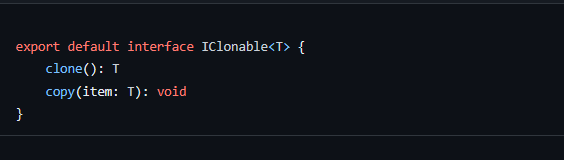 export default interface IClonable<T> {
    clone(): T
    copy(item: T): void
}